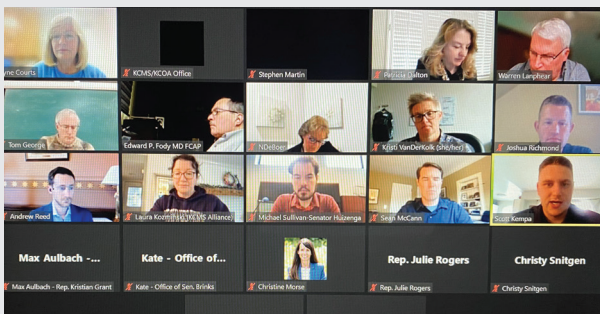 yne Courts
KCMS/KCOA Office
Stephen Martin
Patricia Dalton
Warren Lanphear
Tom George
Edward P. Fody MD FCAP
NDeBoer
Kristi VanDerKolk (she/her)
Joshua Richmond
Andrew Reed
Laura Kozminski (KCMS Alliance)
Michael Sullivan-Senator Huizenga
Sean McCann
Scott Kempa
Max Aulbach -...
Kate - Office of...
Rep. Julie Rogers
Christy Snitgen
Max Aulbach - Rep. Kristian Grant
Kate - Office of Sen. Brinks
Christine Morse
Rep. Julie Rogers
Christy Snitgen